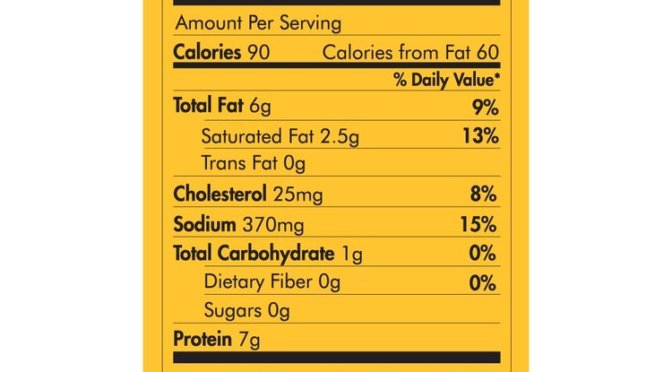 Amount Per Serving
Calories 90 Calories from Fat 60
% Daily Value*
Total Fat 6g 9%
Saturated Fat 2.5g 13%
Trans Fat 0g
Cholesterol 25mg 8%
Sodium 370mg 15%
Total Carbohydrate 1g 0%
Dietary Fiber 0g 0%
Sugars 0g
Protein 7g